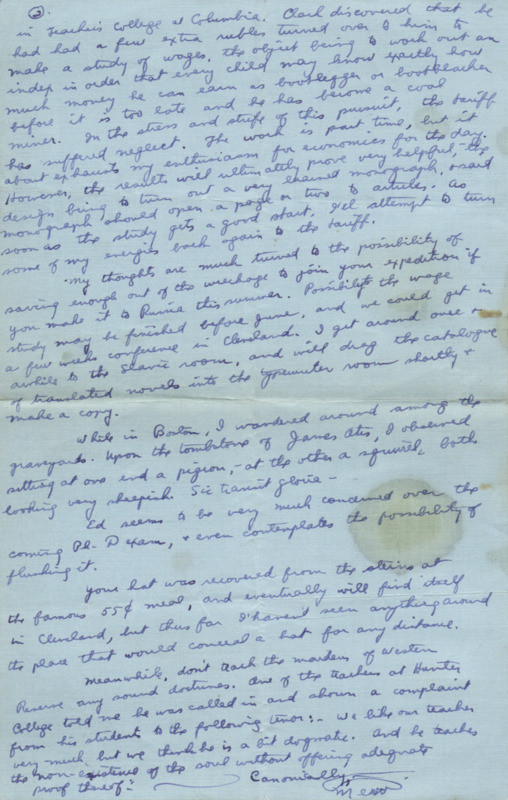 2.
in Teachers College at Columbia. Clark discovered that he
had had a few extra rubles turned over to him to
make a study of wages, the object being to work out an
index in order that every child may know exactly how
much money he can earn as bootlegger or bootblacker
before it is too late and he has become a coal
miner. In the stress and strife of this pursuit, the tariff
has suffered neglect. The work is part time, but it
about exhausts my enthusiasm for economics for the day.
However, the results will ultimately prove very helpful, the
design being to turn out a very learned monograph, + said
monograph should open a page or two to articles. As
soon as the study gets a good start, I'll attempt to turn
some of my energies back again to the tariff.
My thoughts are much turned to the possibility of
saving enough out of the wreckage to join your expedition if
you make it to Russia this summer. Possibly the wage
study may be finished before June, and we could get in
a few weeks conference in Cleveland. I get around once in
awhile to the Slavic room, and will drag the catalogue
of translated novels into the typewriter room shortly +
make a copy.
While in Boston, I wandered around among the
graveyards. Upon the tombstone of James Otis, I observed
sitting at one end a pigeon, - at the other a squirrel, both
looking very sheepish. Sic transit gloria -
Ed seems to be very much concerned over the
coming Ph. D exam, + even contemplates the possibility of
flunking it.
Your hat was recovered from the steins at
the famous 55¢ meal, and eventually will find itself
in Cleveland, but thus far I haven't seen anything around
the place that would conceal a hat for any distance.
Meanwhile, don't teach the maidens of Western
Reserve any sound doctrines. One of the teachers at Hunter
College told me he was called in and shown a complaint
from his students to the following tenor: - We like our teacher
very much, but we think he is a bit dogmatic. And he teaches
the non-existence of the soul without offering adequate
proof thereof."
Canonically,